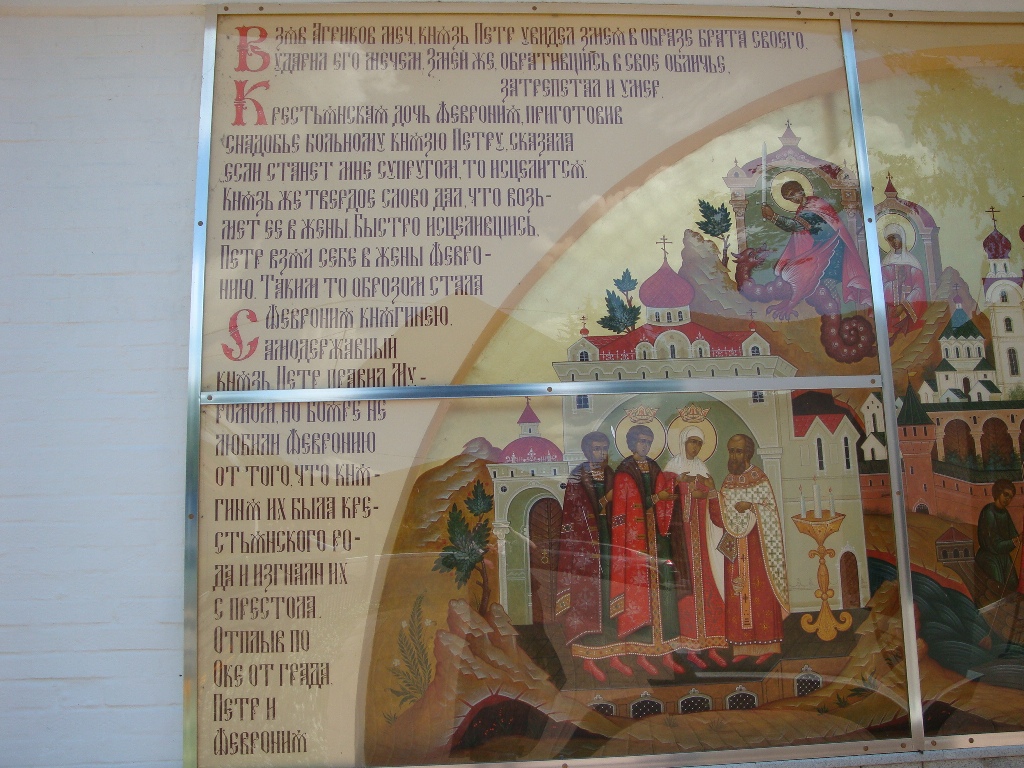 Взяв Агриков меч князь Петр увидел змея в образе брата своего.
Ударил его мечем. Змей же, обратившись в свое обличье,
затрепетал и умер.
Крестьянская дочь Феврония, приготовив
снадобье больному князю Петру, сказала
„если станет мне супругом, то исцелится“.
Князь же твердое слово дал, что возь-
мет ее в жены. Быстро исцелившись,
Петр взял себе в жены Февро-
нию. Таким то оброзом стала
Феврония княгинею.
Самодержавный
князь Петр правил Му-
ромом, но бояре не
любили Февронию
от того, что кня-
гиня их была кре-
стьянского ро-
да и изгнали их
с престола.
Отплыв по
Оке от града,
Петр и
Феврония